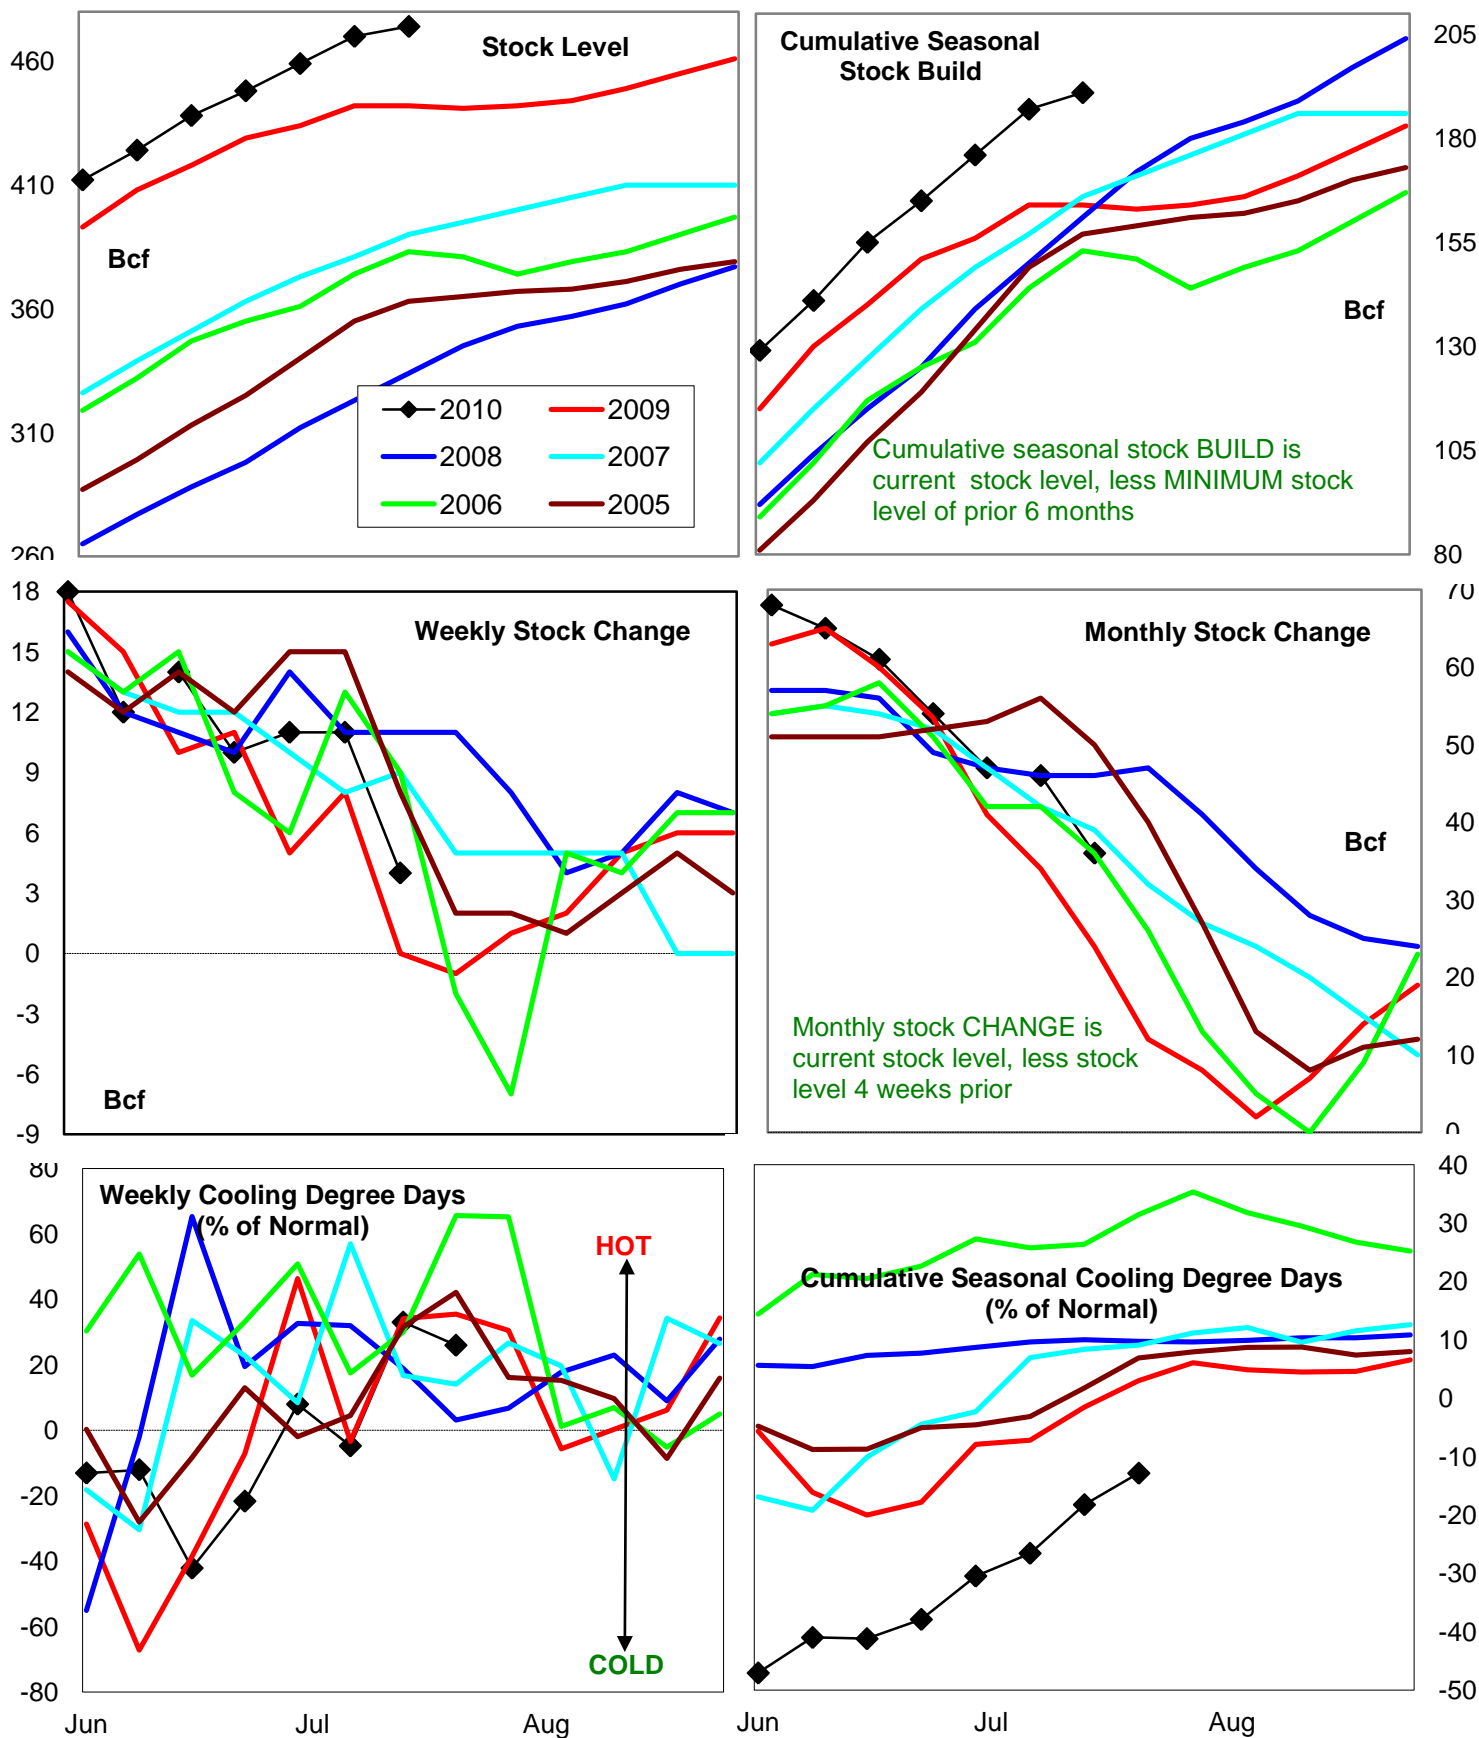 Stock Level
460
410
360
310
260
Bcf
2010
2009
2008
2007
2006
2005
Cumulative Seasonal
Stock Build
205
180
155
130
105
80
Bcf
Cumulative seasonal stock BUILD is
current stock level, less MINIMUM stock
level of prior 6 months
Weekly Stock Change
18
15
12
9
6
3
0
-3
-6
-9
Bcf
Monthly Stock Change
70
60
50
40
30
20
10
0
Bcf
Monthly stock CHANGE is
current stock level, less stock
level 4 weeks prior
Weekly Cooling Degree Days
(% of Normal)
80
60
40
20
0
-20
-40
-60
-80
HOT
COLD
Jun
Jul
Aug
Cumulative Seasonal Cooling Degree Days
(% of Normal)
40
30
20
10
0
-10
-20
-30
-40
-50
Jun
Jul
Aug